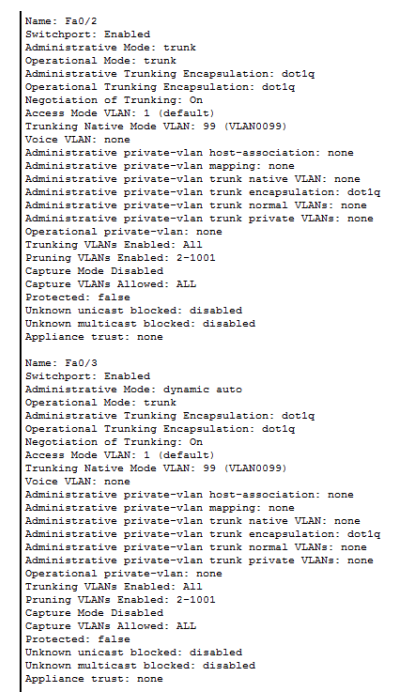 Name: Fa0/2
Switchport: Enabled
Administrative Mode: trunk
Operational Mode: trunk
Administrative Trunking Encapsulation: dot1q
Operational Trunking Encapsulation: dot1q
Negotiation of Trunking: On
Access Mode VLAN: 1 (default)
Trunking Native Mode VLAN: 99 (VLAN0099)
Voice VLAN: none
Administrative private-vlan host-association: none
Administrative private-vlan mapping: none
Administrative private-vlan trunk native VLAN: none
Administrative private-vlan trunk encapsulation: dot1q
Administrative private-vlan trunk normal VLANs: none
Administrative private-vlan trunk private VLANs: none
Operational private-vlan: none
Trunking VLANs Enabled: All
Pruning VLANs Enabled: 2-1001
Capture Mode Disabled
Capture VLANs Allowed: ALL
Protected: false
Unknown unicast blocked: disabled
Unknown multicast blocked: disabled
Appliance trust: none
Name: Fa0/3
Switchport: Enabled
Administrative Mode: dynamic auto
Operational Mode: trunk
Administrative Trunking Encapsulation: dot1q
Operational Trunking Encapsulation: dot1q
Negotiation of Trunking: On
Access Mode VLAN: 1 (default)
Trunking Native Mode VLAN: 99 (VLAN0099)
Voice VLAN: none
Administrative private-vlan host-association: none
Administrative private-vlan mapping: none
Administrative private-vlan trunk native VLAN: none
Administrative private-vlan trunk encapsulation: dot1q
Administrative private-vlan trunk normal VLANs: none
Administrative private-vlan trunk private VLANs: none
Operational private-vlan: none
Trunking VLANs Enabled: All
Pruning VLANs Enabled: 2-1001
Capture Mode Disabled
Capture VLANs Allowed: ALL
Protected: false
Unknown unicast blocked: disabled
Unknown multicast blocked: disabled
Appliance trust: none